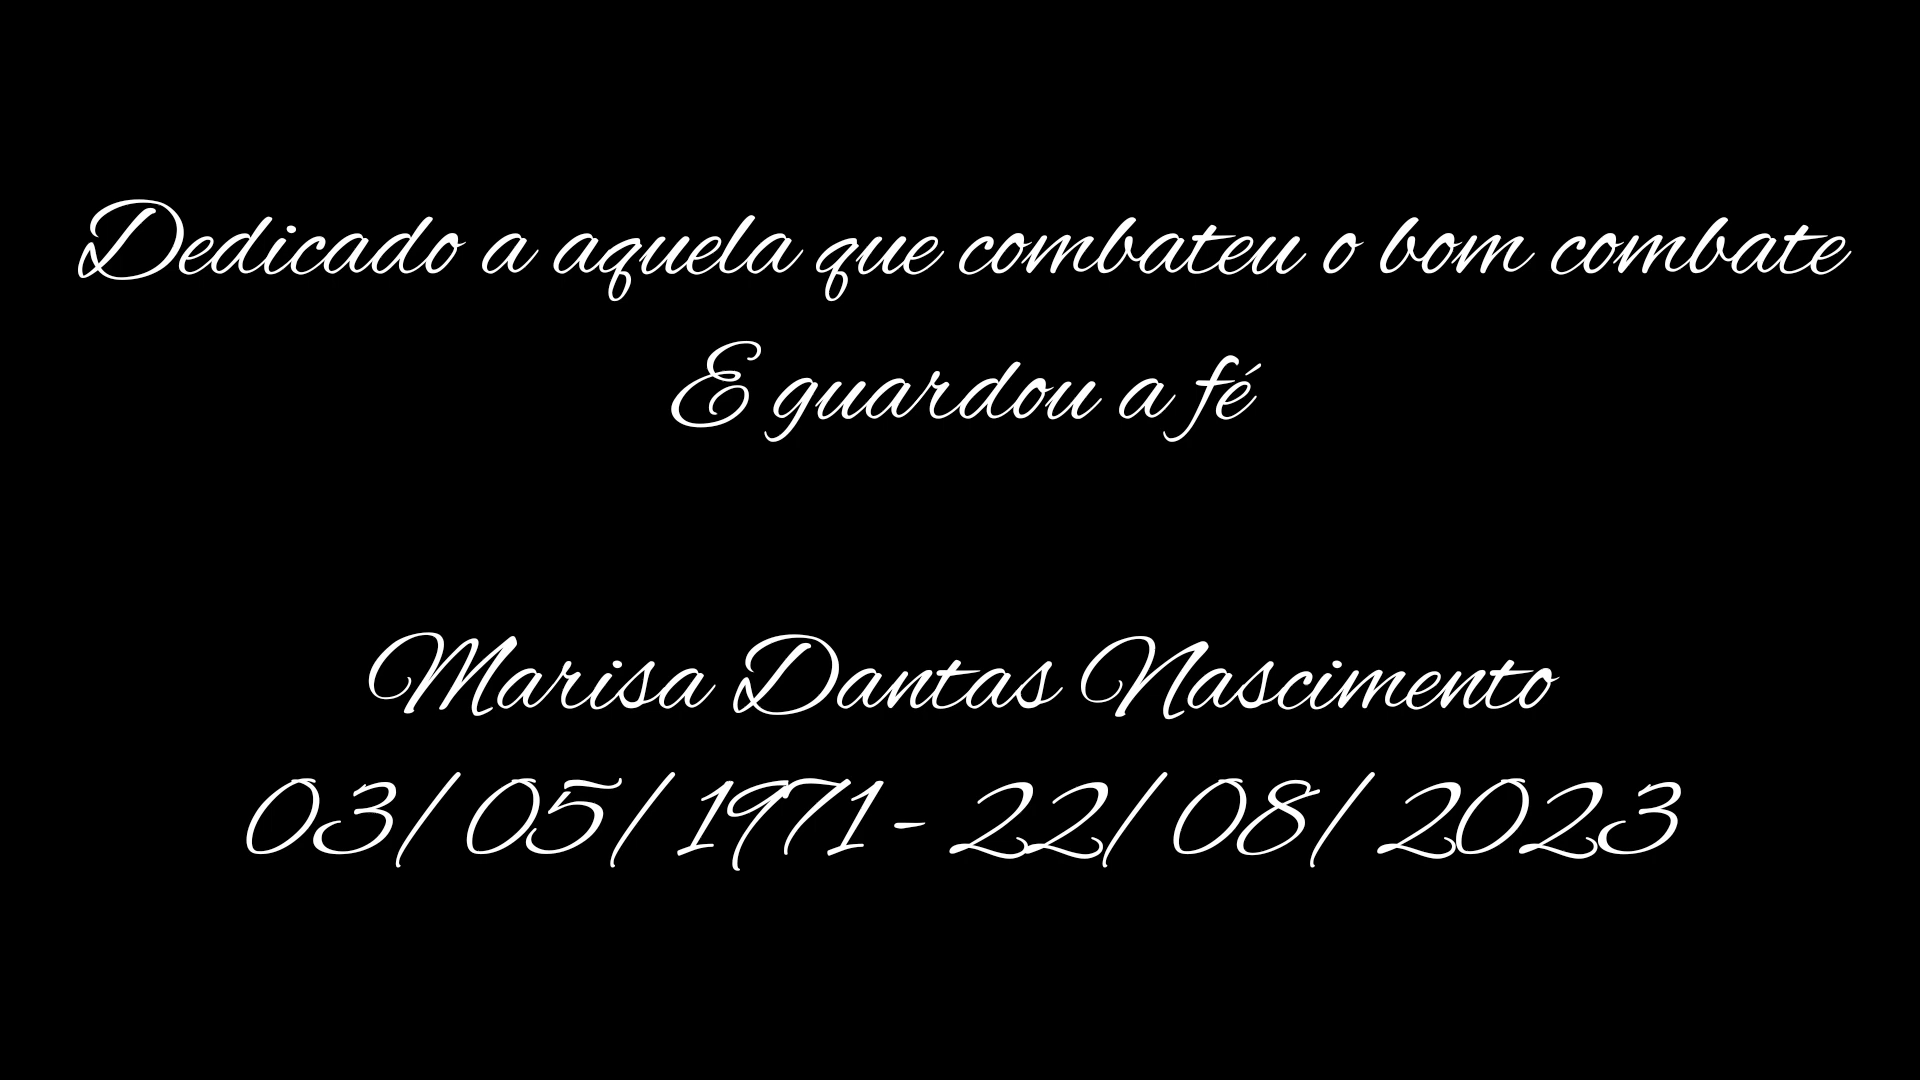 Dedicado a aquela que combateu o bom combate
E guardou a fé
Marisa Dantas Nascimento
03/05/1971- 22/08/2023